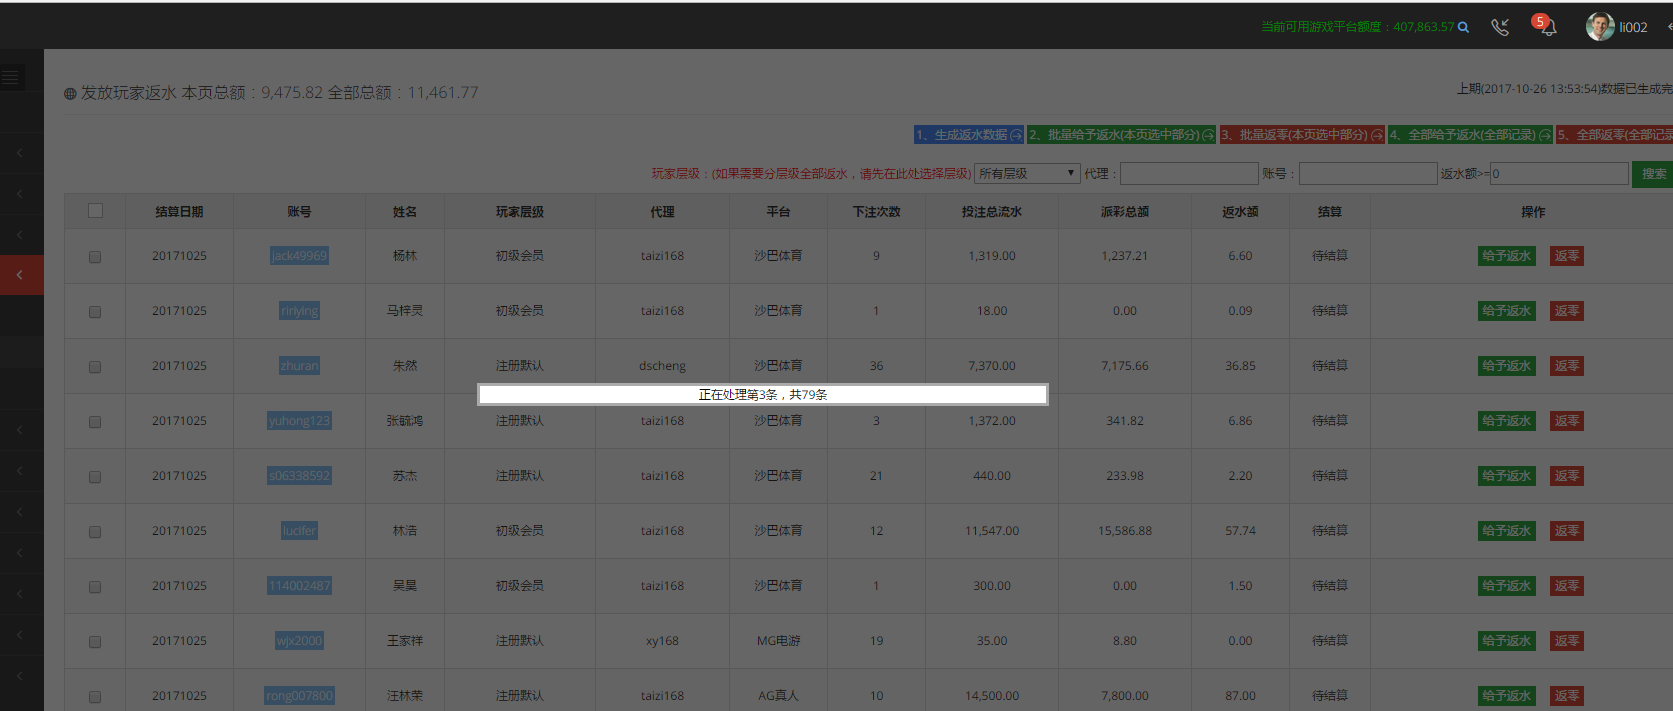 当前可用游戏平台额度：407,863.57
5
li002
发放玩家返水 本页总额：9,475.82 全部总额：11,461.77
上期(2017-10-26 13:53:54)数据已生成完
1、生成返水数据 2、批量给予返水(本页选中部分) 3、批量返零(本页选中部分) 4、全部给予返水(全部记录) 5、全部返零(全部记录
玩家层级：(如果需要分层级全部返水，请先在此处选择层级) 所有层级 代理： 账号： 返水额>= 0 搜索
结算日期 账号 姓名 玩家层级 代理 平台 下注次数 投注总流水 派彩总额 返水额 结算 操作
20171025 jack49969 杨林 初级会员 taizi168 沙巴体育 9 1,319.00 1,237.21 6.60 待结算 给予返水 返零
20171025 ririying 马梓灵 初级会员 taizi168 沙巴体育 1 18.00 0.00 0.09 待结算 给予返水 返零
20171025 zhuran 朱然 注册默认 dscheng 沙巴体育 36 7,370.00 7,175.66 36.85 待结算 给予返水 返零
正在处理第3条，共79条
20171025 yuhong123 张毓鸿 注册默认 taizi168 沙巴体育 3 1,372.00 341.82 6.86 待结算 给予返水 返零
20171025 s06338592 苏杰 注册默认 taizi168 沙巴体育 21 440.00 233.98 2.20 待结算 给予返水 返零
20171025 lucifer 林浩 初级会员 taizi168 沙巴体育 12 11,547.00 15,586.88 57.74 待结算 给予返水 返零
20171025 114002487 吴昊 初级会员 taizi168 沙巴体育 1 300.00 0.00 1.50 待结算 给予返水 返零
20171025 wjx2000 王家祥 注册默认 xy168 MG电游 19 35.00 8.80 0.00 待结算 给予返水 返零
20171025 rong007800 汪林荣 注册默认 taizi168 AG真人 10 14,500.00 7,800.00 87.00 待结算 给予返水 返零